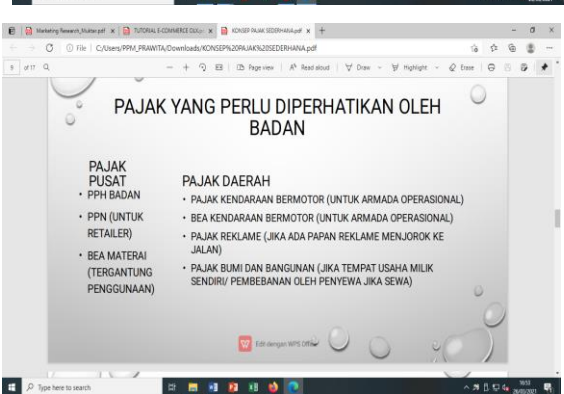 Marketing Research_Muktar.pdf
TUTORIAL E-COMMERCE
KONSEP PAJAK SEDERHANA.pdf
File | C:/Users/PPM_PRAWITA/Downloads/KONSEP%20PAJAK%20SEDERHANA.pdf
9 of 17
Page view | Read aloud | Draw | Highlight | Erase
PAJAK YANG PERLU DIPERHATIKAN OLEH
BADAN
PAJAK
PUSAT
• PPH BADAN
• PPN (UNTUK
RETAILER)
• BEA MATERAI
(TERGANTUNG
PENGGUNAAN)
PAJAK DAERAH
• PAJAK KENDARAAN BERMOTOR (UNTUK ARMADA OPERASIONAL)
• BEA KENDARAAN BERMOTOR (UNTUK ARMADA OPERASIONAL)
• PAJAK REKLAME (JIKA ADA PAPAN REKLAME MENJOROK KE
JALAN)
• PAJAK BUMI DAN BANGUNAN (JIKA TEMPAT USAHA MILIK
SENDIRI/ PEMBEBANAN OLEH PENYEWA JIKA SEWA)
Edit dengan WPS Office
Type here to search